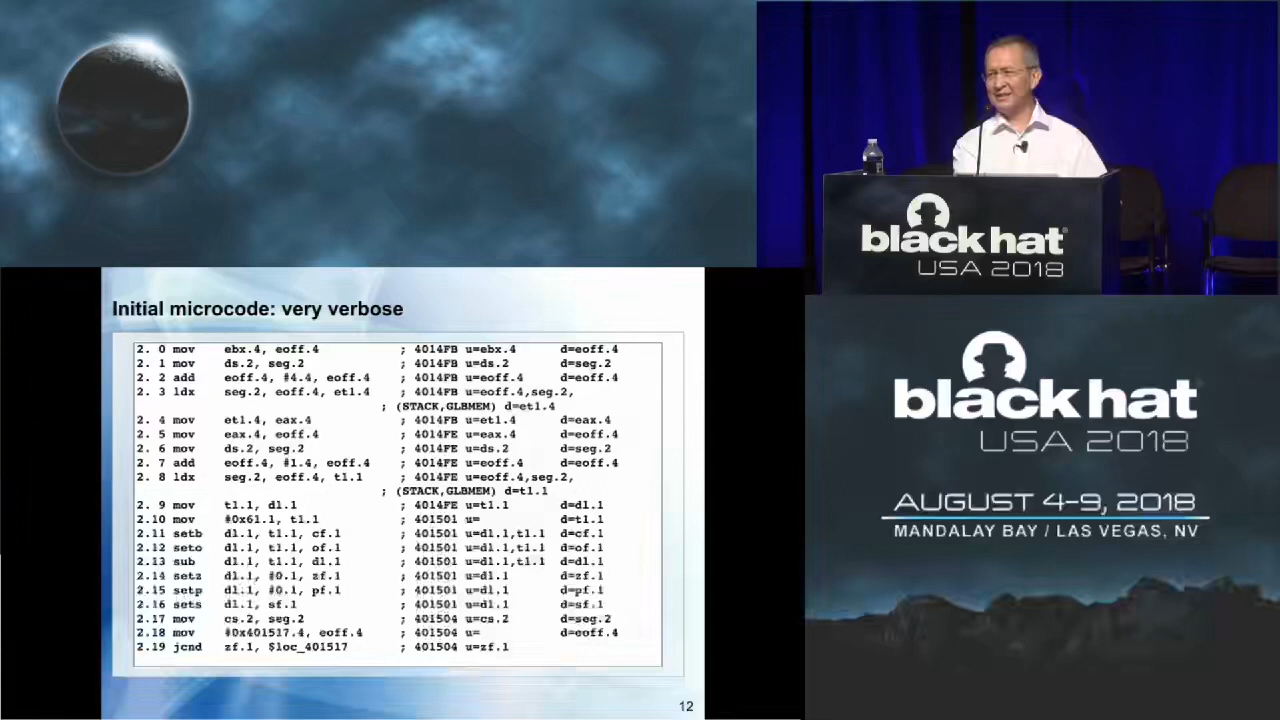 black hat
USA 2018
Initial microcode: very verbose
2. 0 mov ebx.4, eoff.4 ; 4014FB u=ebx.4 d=eoff.4
2. 1 mov ds.2, seg.2 ; 4014FB u=ds.2 d=seg.2
2. 2 add eoff.4, #4.4, eoff.4 ; 4014FB u=eoff.4 d=eoff.4
2. 3 ldx seg.2, eoff.4, et1.4 ; 4014FB u=eoff.4,seg.2,
; (STACK,GLBMEM) d=et1.4
2. 4 mov et1.4, eax.4 ; 4014FB u=et1.4 d=eax.4
2. 5 mov eax.4, eoff.4 ; 4014FE u=eax.4 d=eoff.4
2. 6 mov ds.2, seg.2 ; 4014FE u=ds.2 d=seg.2
2. 7 add eoff.4, #1.4, eoff.4 ; 4014FE u=eoff.4 d=eoff.4
2. 8 ldx seg.2, eoff.4, t1.1 ; 4014FE u=eoff.4,seg.2,
; (STACK,GLBMEM) d=t1.1
2. 9 mov t1.1, dl.1 ; 4014FE u=t1.1 d=dl.1
2.10 mov #0x61.1, t1.1 ; 401501 u= d=t1.1
2.11 setb dl.1, t1.1, cf.1 ; 401501 u=dl.1,t1.1 d=cf.1
2.12 seto dl.1, t1.1, of.1 ; 401501 u=dl.1,t1.1 d=of.1
2.13 sub dl.1, t1.1, dl.1 ; 401501 u=dl.1,t1.1 d=dl.1
2.14 setz dl.1, #0.1, zf.1 ; 401501 u=dl.1 d=zf.1
2.15 setp dl.1, #0.1, pf.1 ; 401501 u=dl.1 d=pf.1
2.16 sets dl.1, sf.1 ; 401501 u=dl.1 d=sf.1
2.17 mov cs.2, seg.2 ; 401504 u=cs.2 d=seg.2
2.18 mov #0x401517.4, eoff.4 ; 401504 u= d=eoff.4
2.19 jcnd zf.1, $loc_401517 ; 401504 u=zf.1
12
black hat
USA 2018
AUGUST 4-9, 2018
MANDALAY BAY / LAS VEGAS, NV